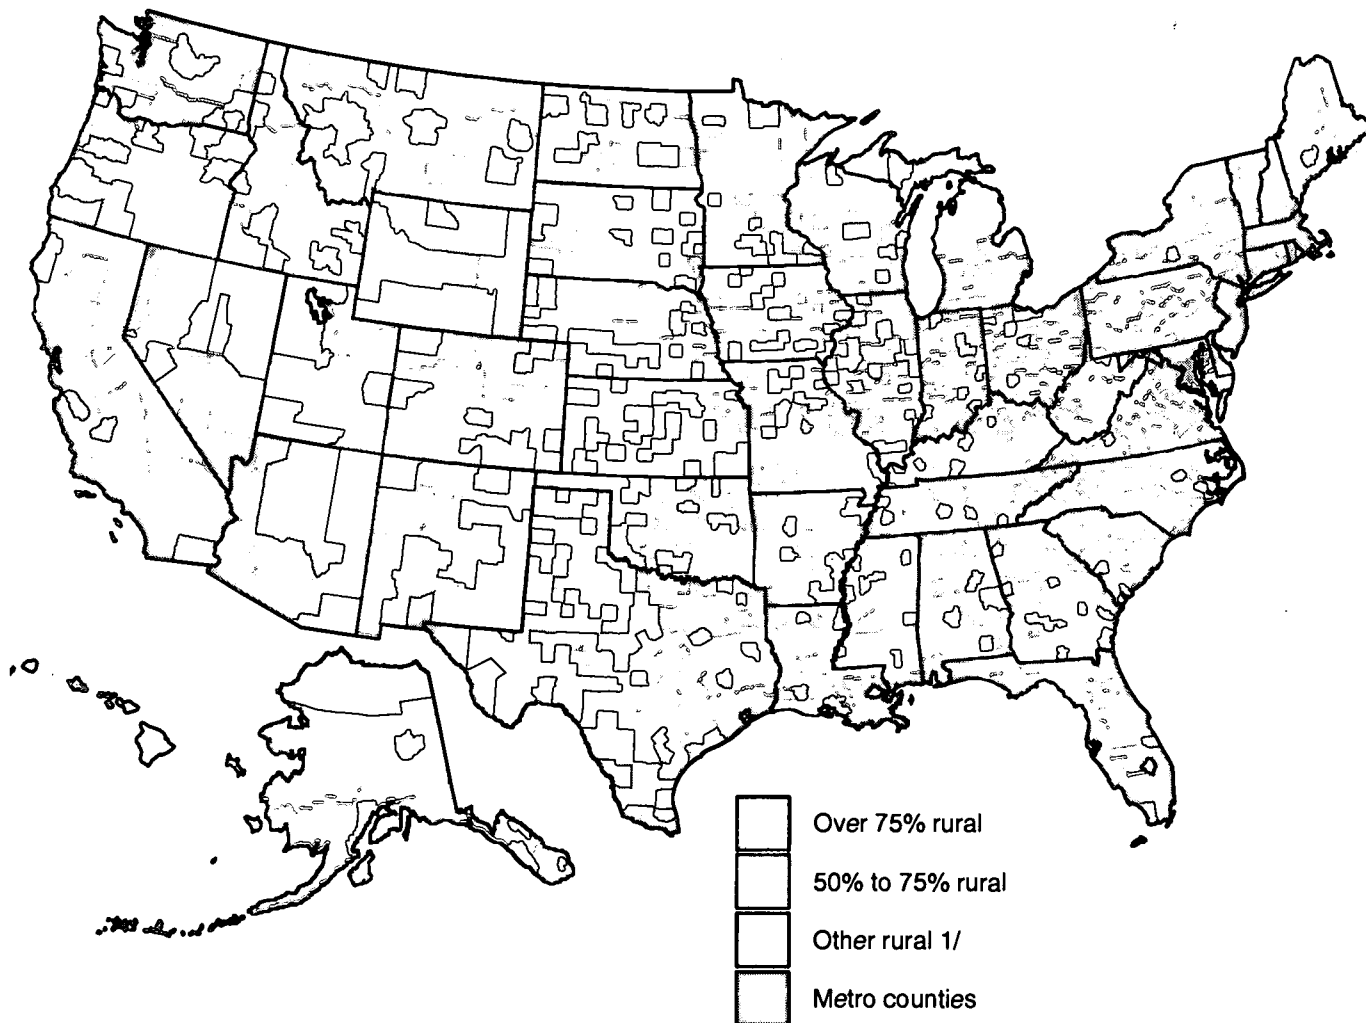 Over 75% rural
50% to 75% rural
Other rural 1/
Metro counties